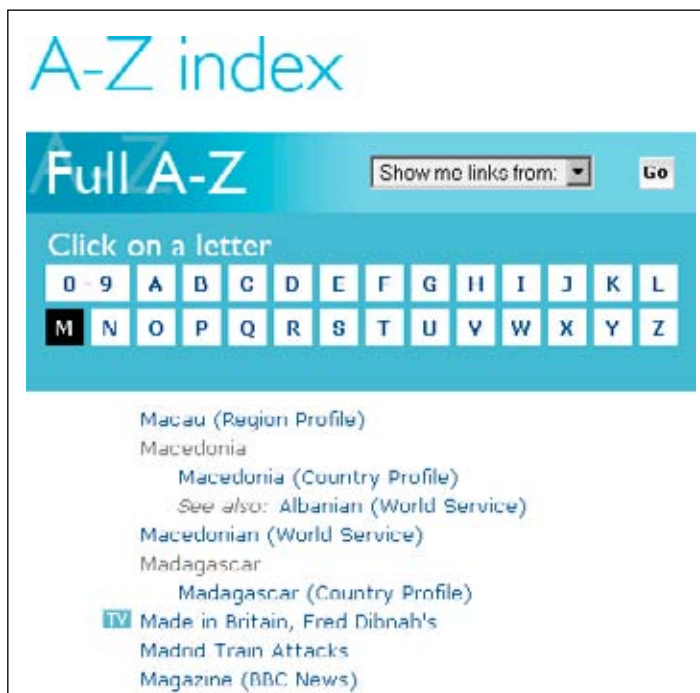 A-Z index
A-Z
Full A-Z
Show me links from:
Go
Click on a letter
0 - 9 A B C D E F G H I J K L
M N O P Q R S T U V W X Y Z
Macau (Region Profile)
Macedonia
Macedonia (Country Profile)
See also: Albanian (World Service)
Macedonian (World Service)
Madagascar
Madagascar (Country Profile)
TV Made in Britain, Fred Dibnah's
Madrid Train Attacks
Magazine (BBC News)